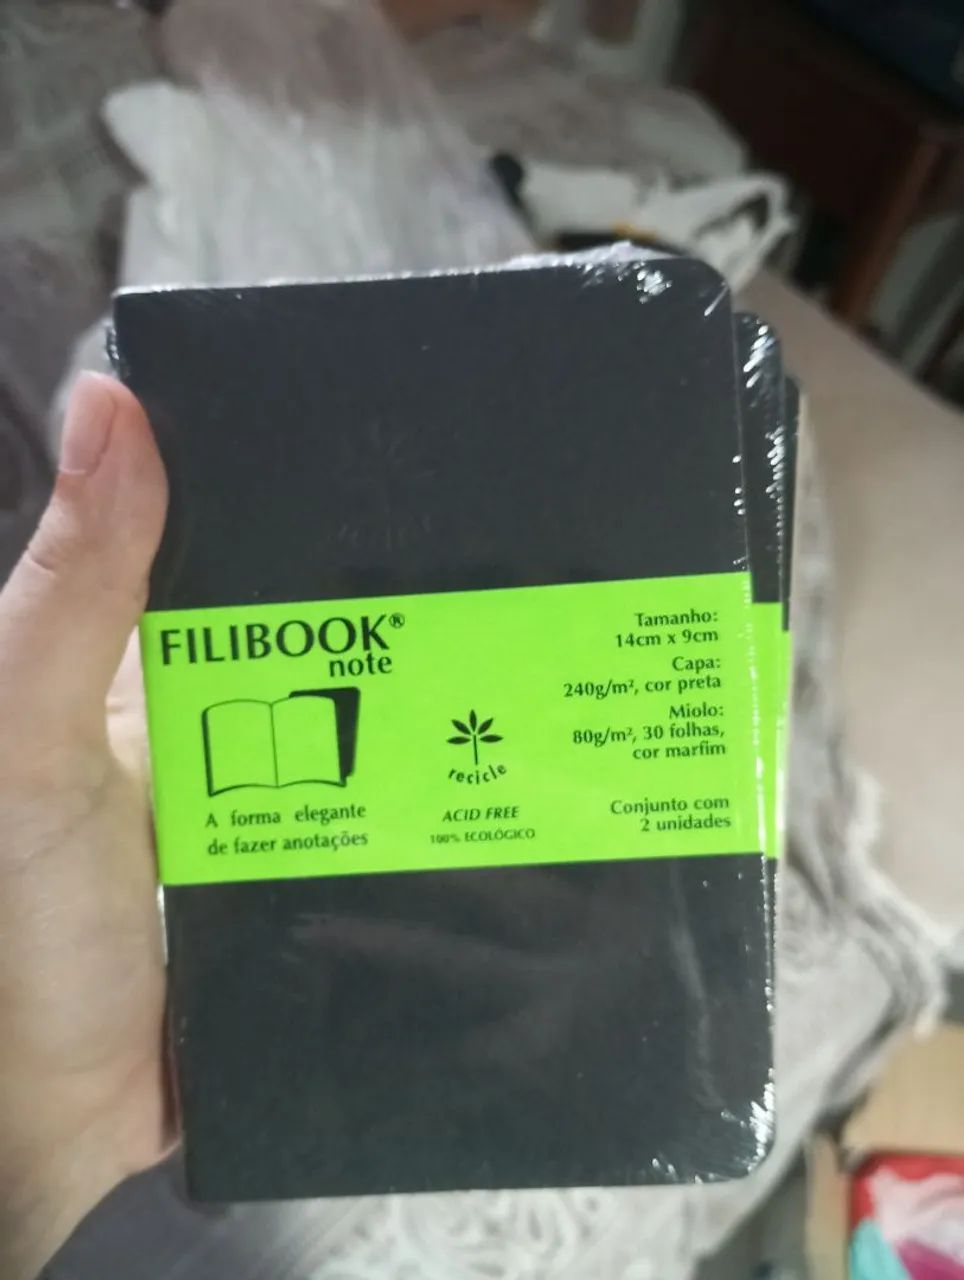 FILIBOOK®
note
A forma elegante
de fazer anotações
recicle
ACID FREE
100% ECOLÓGICO
Tamanho:
14cm x 9cm
Capa:
240g/m², cor preta
Miolo:
80g/m², 30 folhas,
cor marfim
Conjunto com
2 unidades